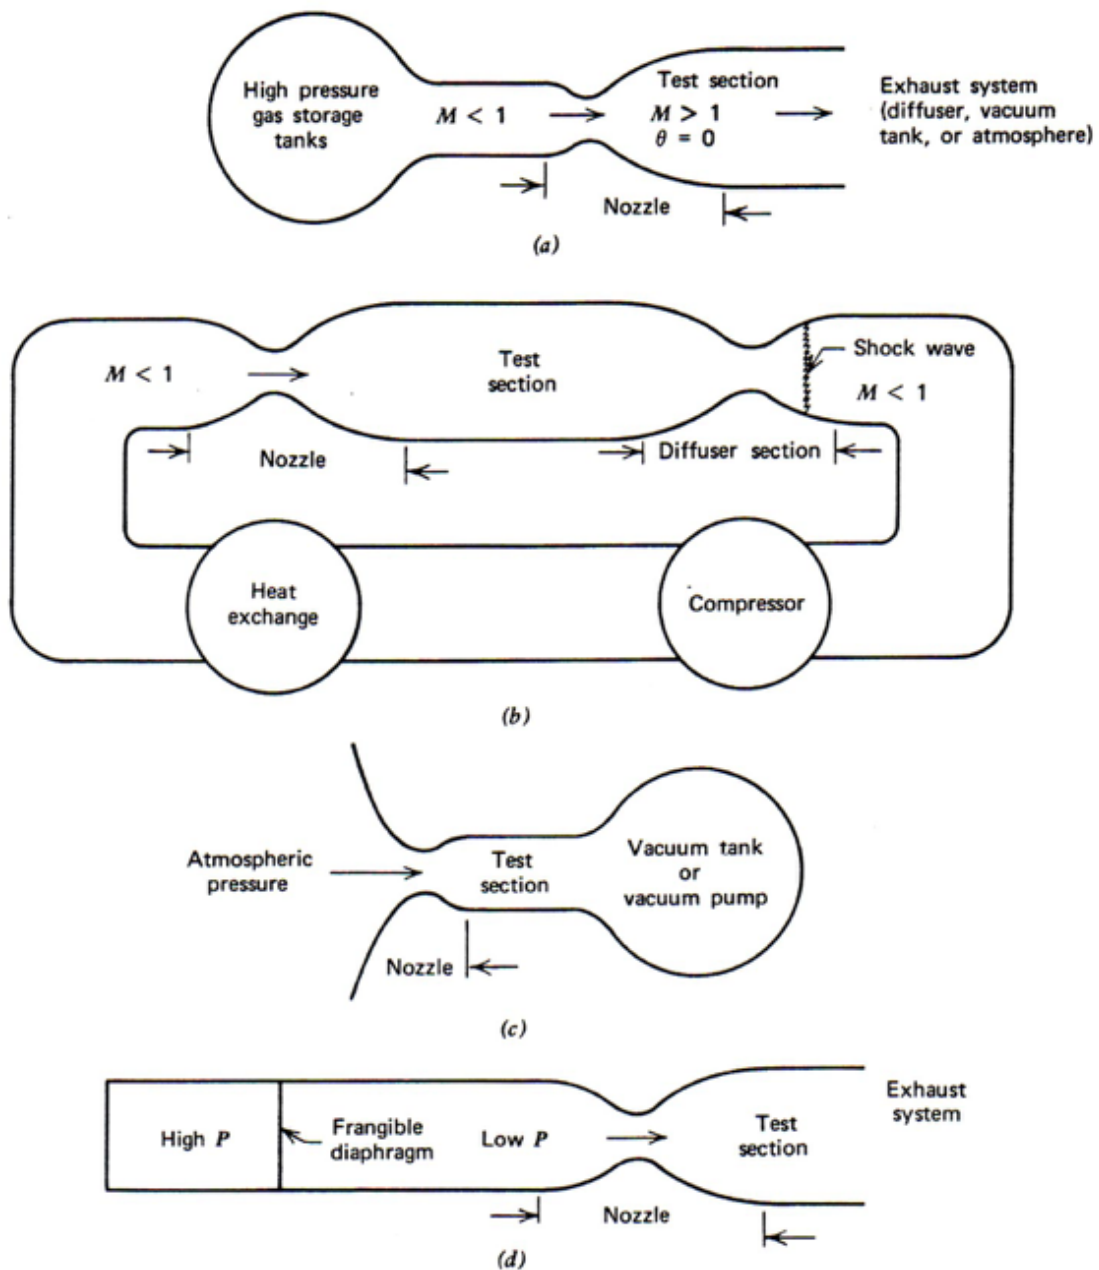 High pressure
gas storage
tanks
M < 1
Test section
M > 1
θ = 0
Exhaust system
(diffuser, vacuum
tank, or atmosphere)
Nozzle
(a)
M < 1
Test
section
Shock wave
M < 1
Nozzle
Diffuser section
Heat
exchange
Compressor
(b)
Atmospheric
pressure
Test
section
Vacuum tank
or
vacuum pump
Nozzle
(c)
High P
Frangible
diaphragm
Low P
Test
section
Exhaust
system
Nozzle
(d)